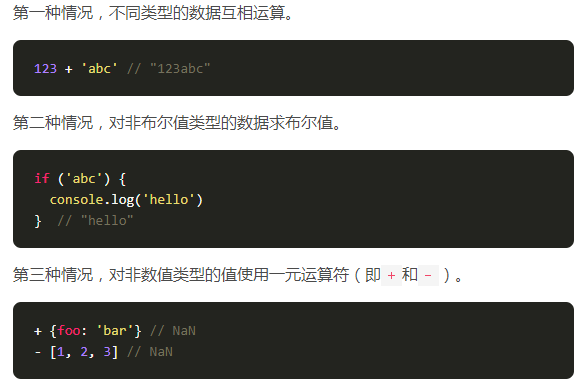 第一种情况，不同类型的数据互相运算。
123 + 'abc' // "123abc"
第二种情况，对非布尔值类型的数据求布尔值。
if ('abc') {
  console.log('hello')
}  // "hello"
第三种情况，对非数值类型的值使用一元运算符（即 + 和 - ）。
+ {foo: 'bar'} // NaN
- [1, 2, 3] // NaN